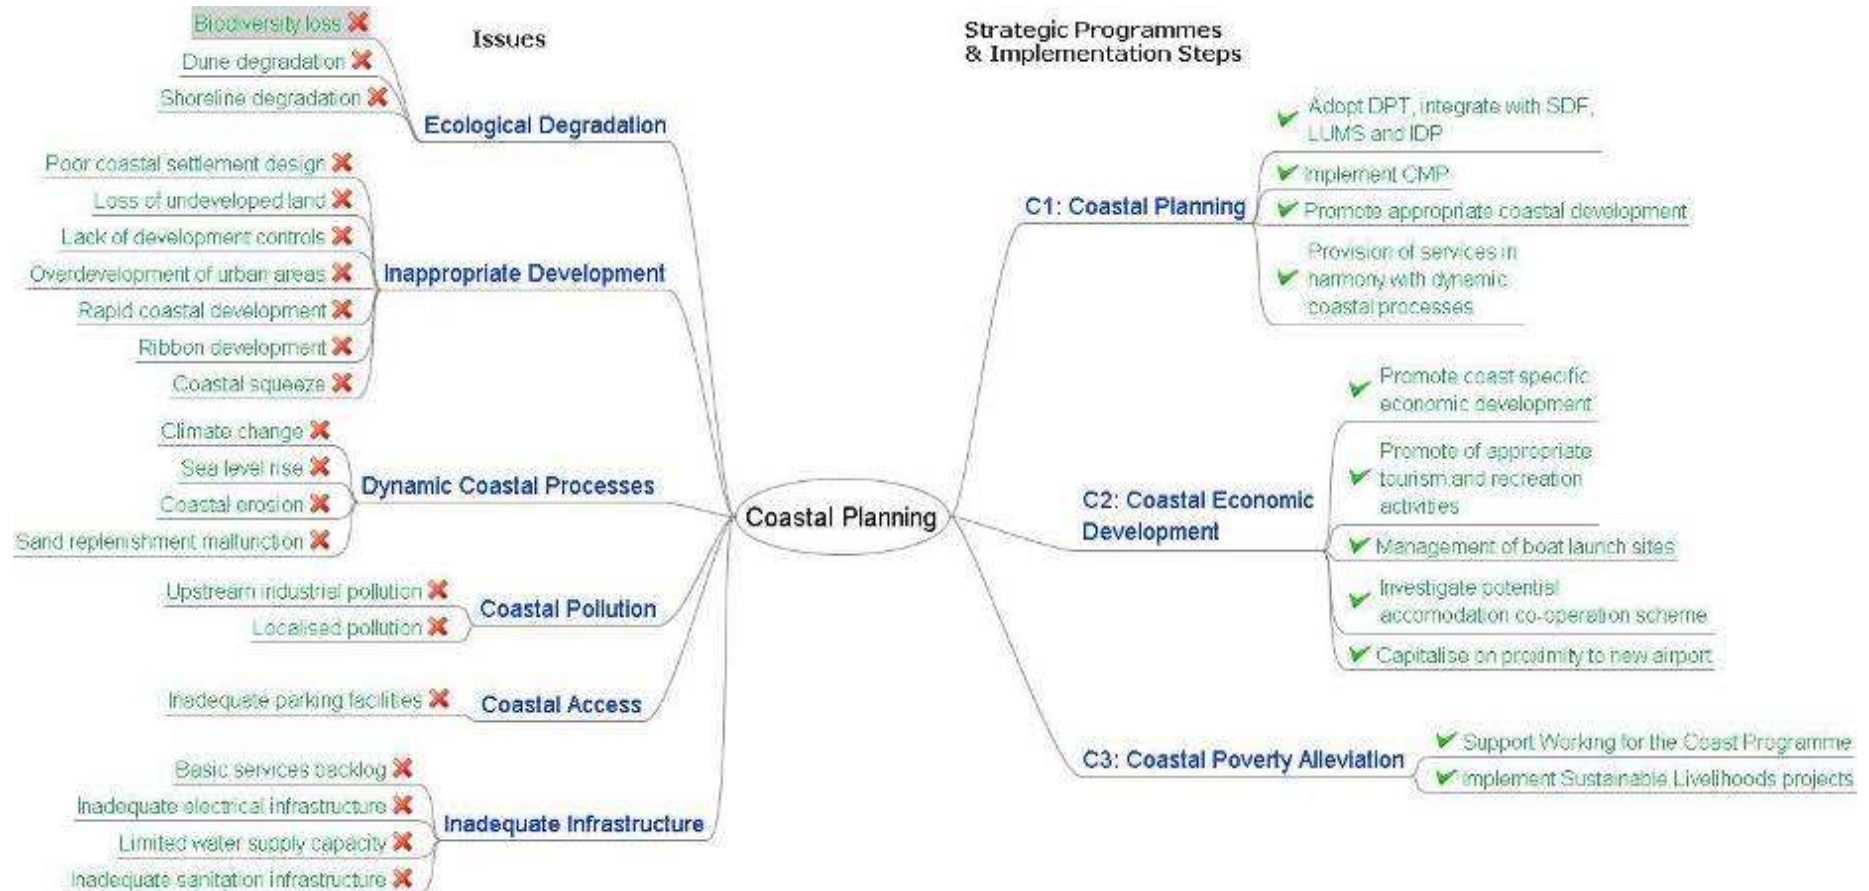 Issues
Biodiversity loss
Dune degradation
Shoreline degradation
Ecological Degradation
Poor coastal settlement design
Loss of undeveloped land
Lack of development controls
Overdevelopment of urban areas
Rapid coastal development
Ribbon development
Coastal squeeze
Inappropriate Development
Climate change
Sea level rise
Coastal erosion
Sand replenishment malfunction
Dynamic Coastal Processes
Upstream industrial pollution
Localised pollution
Coastal Pollution
Inadequate parking facilities
Coastal Access
Basic services backlog
Inadequate electrical infrastructure
Limited water supply capacity
Inadequate sanitation infrastructure
Inadequate Infrastructure
Coastal Planning
Strategic Programmes
& Implementation Steps
C1: Coastal Planning
Adopt DPT, integrate with SDF,
LUMS and IDP
Implement CMP
Promote appropriate coastal development
Provision of services in
harmony with dynamic
coastal processes
C2: Coastal Economic
Development
Promote coast specific
economic development
Promote of appropriate
tourism and recreation
activities
Management of boat launch sites
Investigate potential
accomodation co-operation scheme
Capitalise on proximity to new airport
C3: Coastal Poverty Alleviation
Support Working for the Coast Programme
Implement Sustainable Livelihoods projects